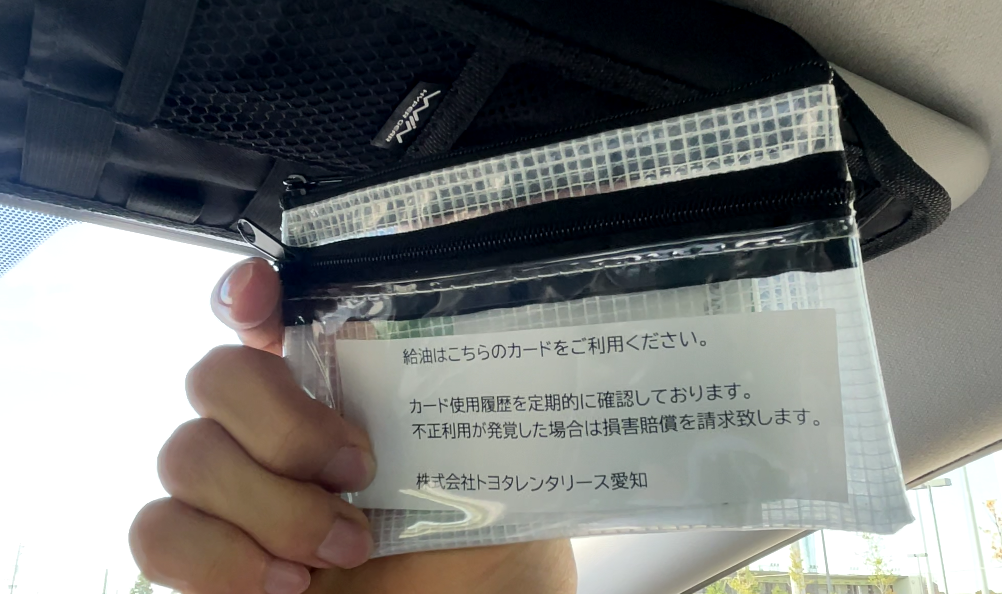 HYPER GEAR
給油はこちらのカードをご利用ください。
カード使用履歴を定期的に確認しております。
不正利用が発覚した場合は損害賠償を請求致します。
株式会社トヨタレンタリース愛知